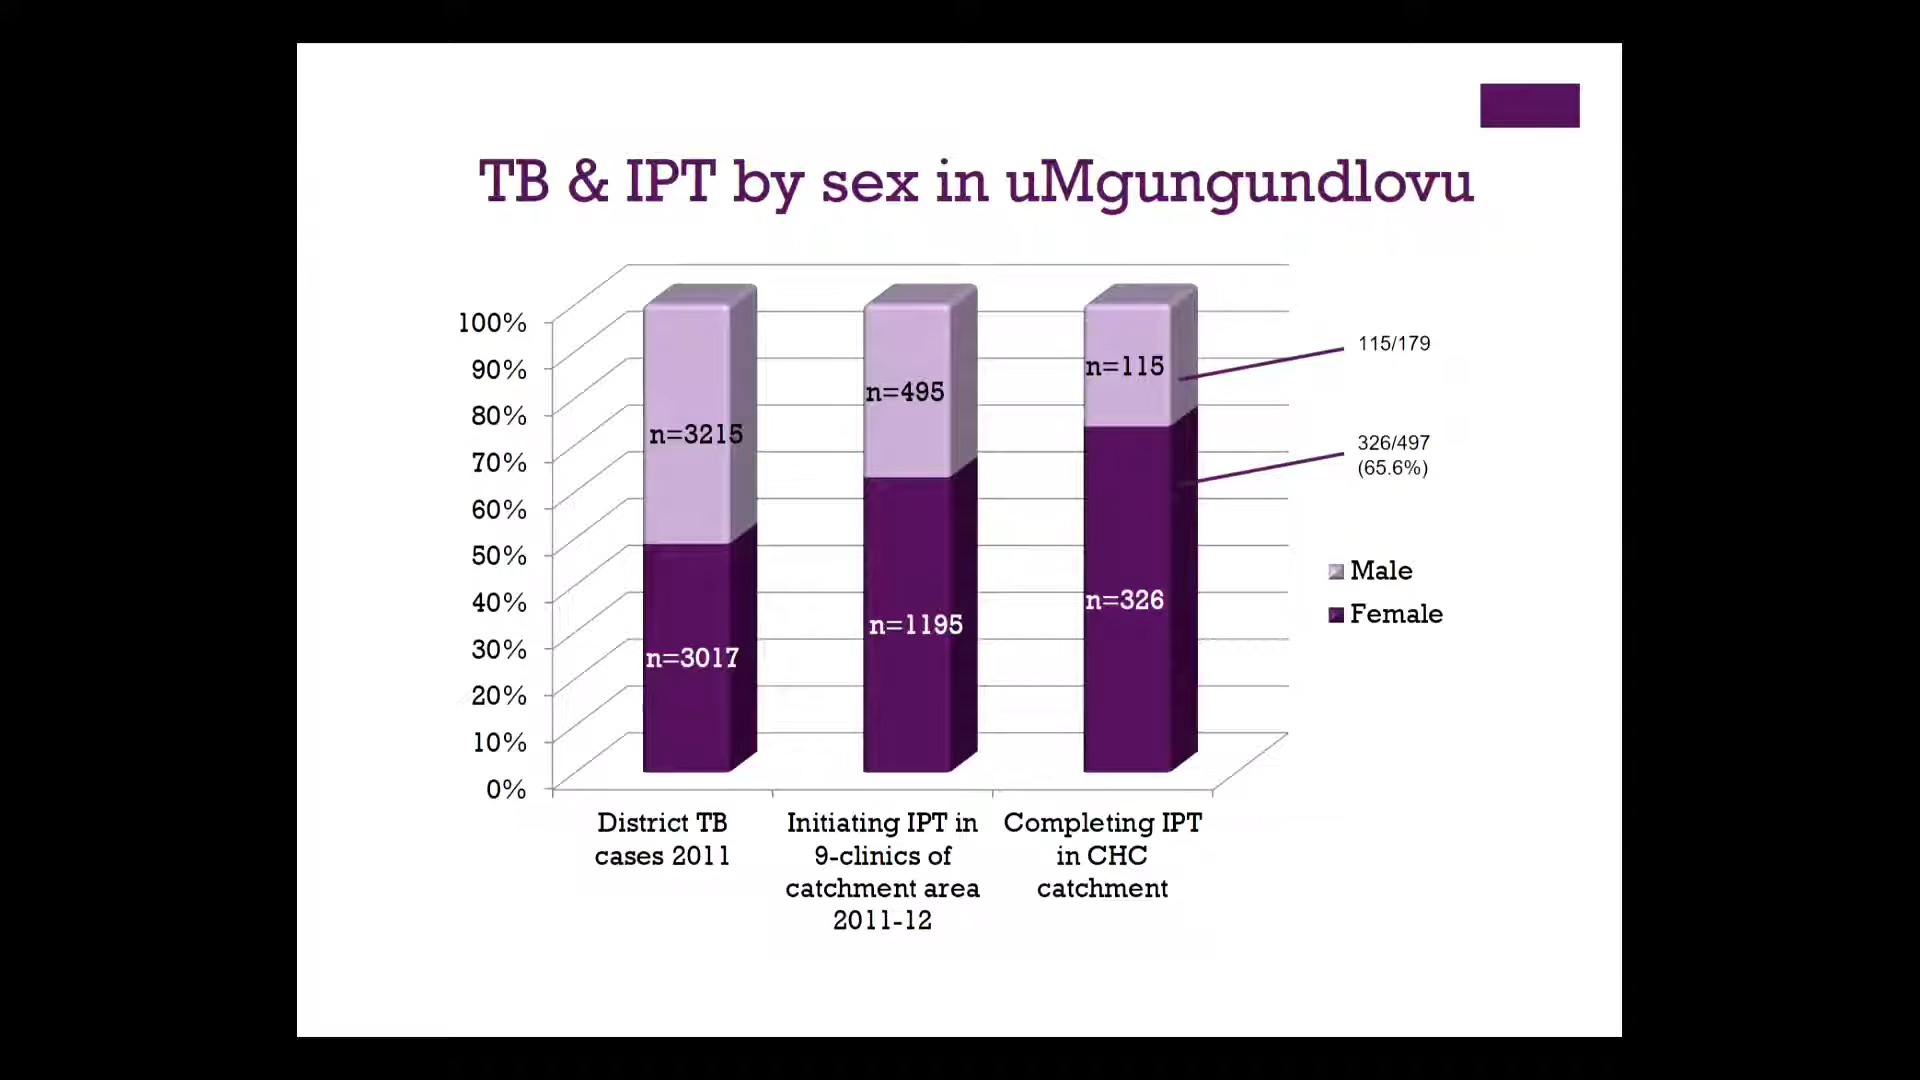 TB & IPT by sex in uMgungundlovu
100%
90%
80%
70%
60%
50%
40%
30%
20%
10%
0%
n=3215
n=3017
n=495
n=1195
n=115
n=326
115/179
326/497
(65.6%)
Male
Female
District TB
cases 2011
Initiating IPT in
9-clinics of
catchment area
2011-12
Completing IPT
in CHC
catchment